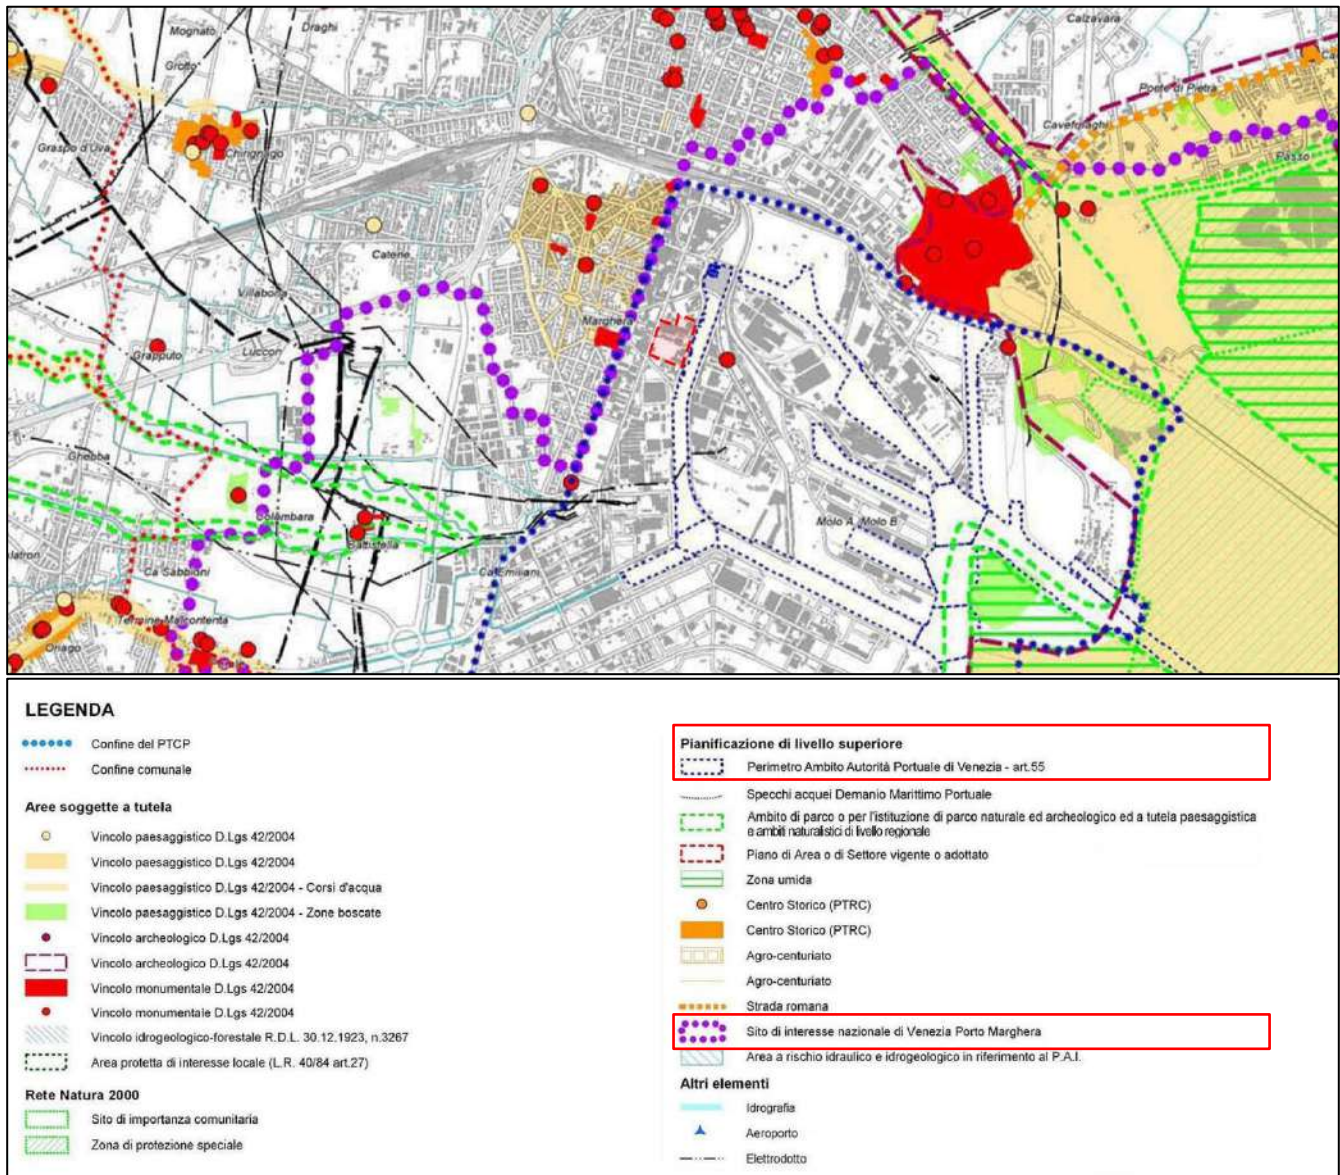 Mognato
Draghi
Calzavara
Grotto
Ponte di Pietra
Cavergnaghi
Graspo d'Uva
Chirignago
Passo
Catene
Villabona
Marghera
Grapputo
Lucconi
Ghebba
Colombara
Molo A
Molo B
Battistella
Ca' Sabbioni
Ca' Emiliani
Termine
Malcontenta
Oriago
LEGENDA
Confine del PTCP
Confine comunale
Aree soggette a tutela
Vincolo paesaggistico D.Lgs 42/2004
Vincolo paesaggistico D.Lgs 42/2004
Vincolo paesaggistico D.Lgs 42/2004 - Corsi d'acqua
Vincolo paesaggistico D.Lgs 42/2004 - Zone boscate
Vincolo archeologico D.Lgs 42/2004
Vincolo archeologico D.Lgs 42/2004
Vincolo monumentale D.Lgs 42/2004
Vincolo monumentale D.Lgs 42/2004
Vincolo idrogeologico-forestale R.D.L. 30.12.1923, n.3267
Area protetta di interesse locale (L.R. 40/84 art.27)
Rete Natura 2000
Sito di importanza comunitaria
Zona di protezione speciale
Pianificazione di livello superiore
Perimetro Ambito Autorità Portuale di Venezia - art.55
Specchi acquei Demanio Marittimo Portuale
Ambito di parco o per l'istituzione di parco naturale ed archeologico ed a tutela paesaggistica
e ambiti naturalistici di livello regionale
Piano di Area o di Settore vigente o adottato
Zona umida
Centro Storico (PTRC)
Centro Storico (PTRC)
Agro-centuriato
Agro-centuriato
Strada romana
Sito di interesse nazionale di Venezia Porto Marghera
Area a rischio idraulico e idrogeologico in riferimento al P.A.I.
Altri elementi
Idrografia
Aeroporto
Elettrodotto